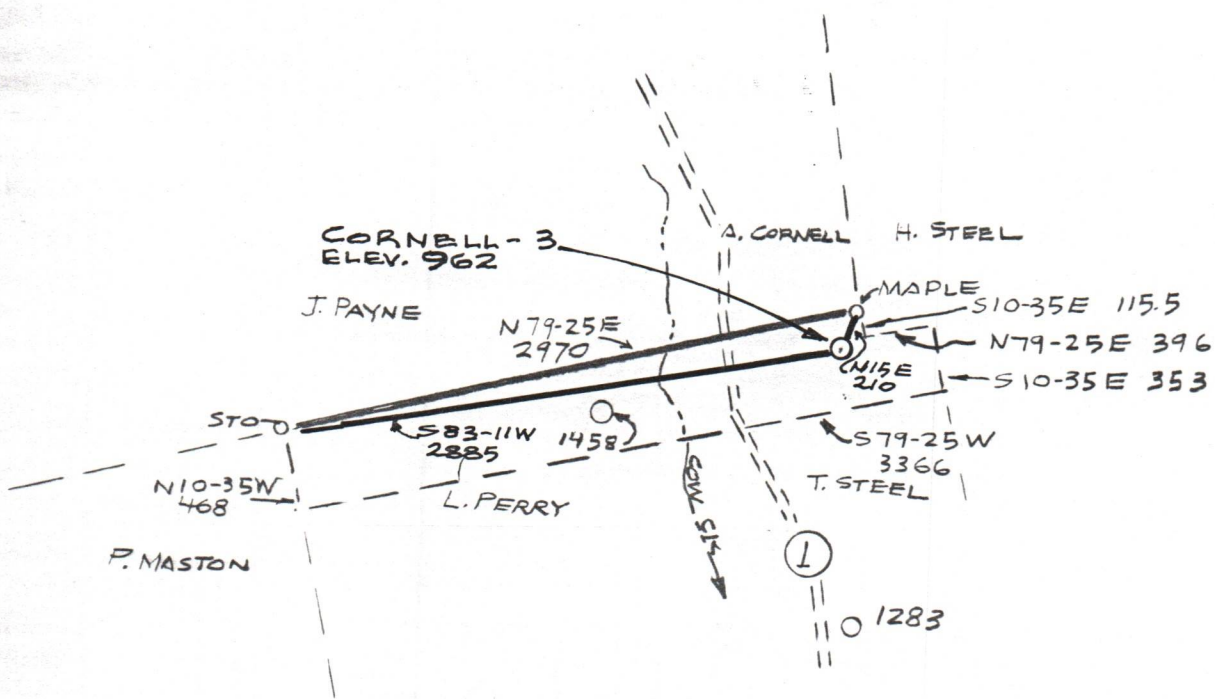 CORNELL - 3
ELEV. 962
A. CORNELL
H. STEEL
J. PAYNE
MAPLE
S10-35E 115.5
N79-25E
2970
N79-25E 396
N15E
210
S10-35E 353
STO
S83-11W
2885
1458
S79-25W
3366
T. STEEL
N10-35W
468
L. PERRY
P. MASTON
1
1283